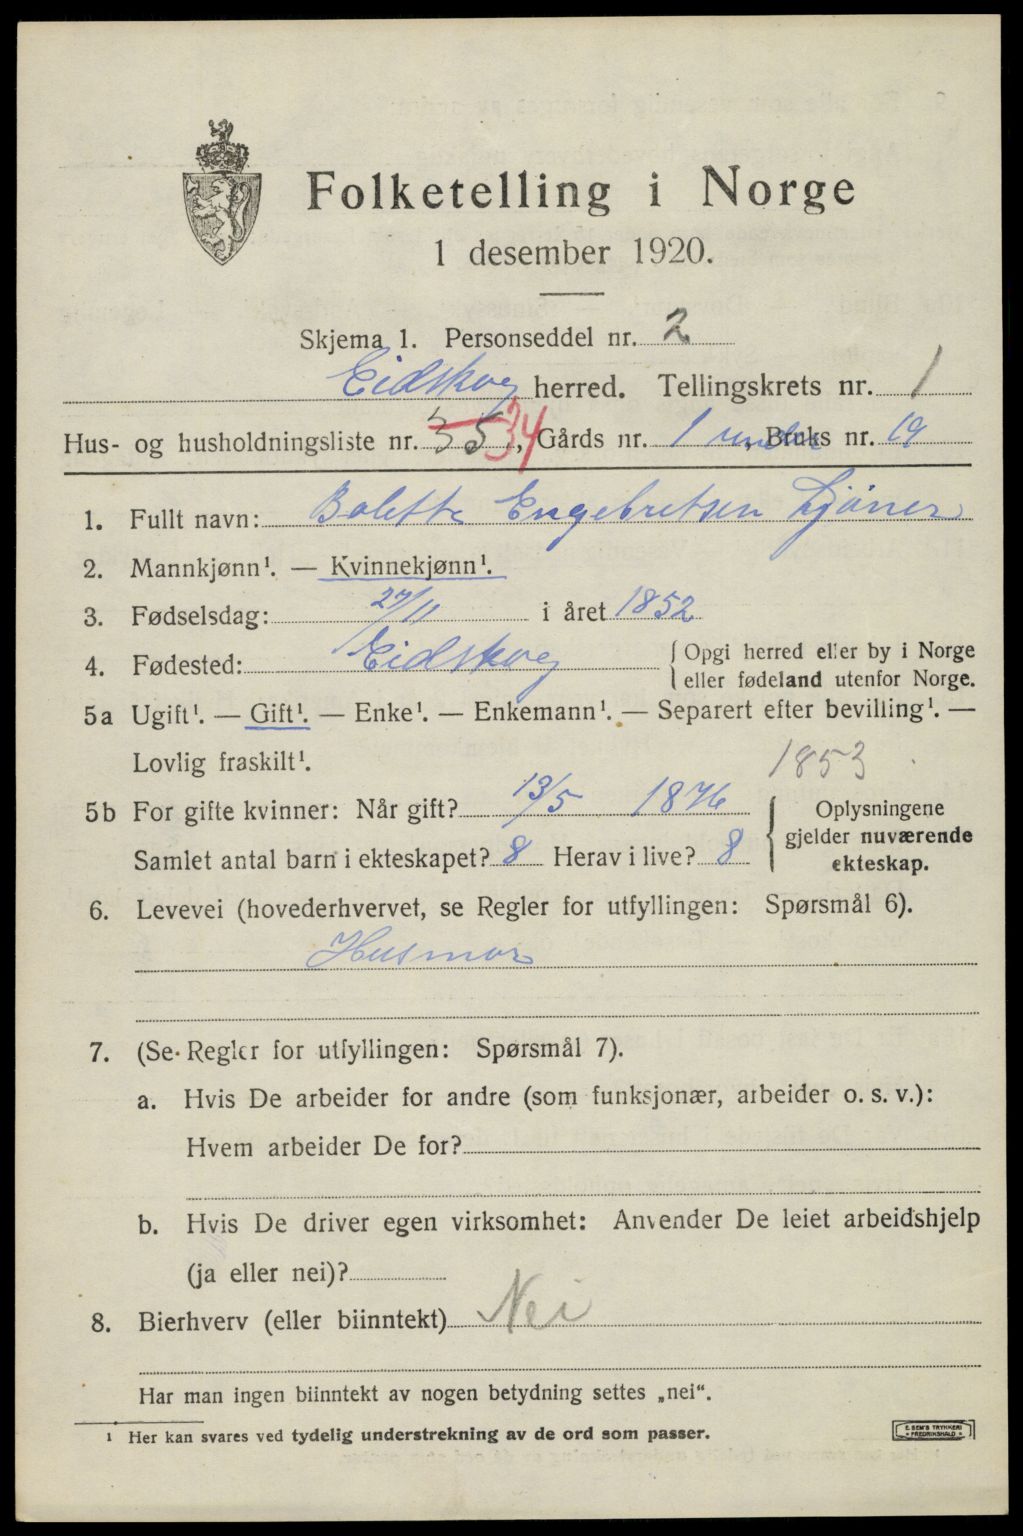 Folketelling i Norge
1 desember 1920.
Skjema 1. Personseddel nr. 2
Eidskog herred. Tellingskrets nr. 1
Hus- og husholdningsliste nr. 35 34, Gårds nr. 1 under, Bruks nr. 19
1. Fullt navn: Bolette Engebretsen
2. Mannkjønn¹. — Kvinnekjønn¹.
3. Fødselsdag: 27/11 i året 1852
4. Fødested: Eidskog { Opgi herred eller by i Norge
eller fødeland utenfor Norge.
5a Ugift¹. — Gift¹. — Enke¹. — Enkemann¹. — Separert efter bevilling¹. —
Lovlig fraskilt¹. 1853
5b For gifte kvinner: Når gift? 13/5 1876 { Oplysningene
gjelder nuværende
Samlet antal barn i ekteskapet? 8 Herav i live? 8 ekteskap.
6. Levevei (hovederhvervet, se Regler for utfyllingen: Spørsmål 6).
Husmor
7. (Se Regler for utfyllingen: Spørsmål 7).
a. Hvis De arbeider for andre (som funksjonær, arbeider o. s. v.):
Hvem arbeider De for?
b. Hvis De driver egen virksomhet: Anvender De leiet arbeidshjelp
(ja eller nei)?
8. Bierhverv (eller biinntekt) Nei
Har man ingen biinntekt av nogen betydning settes „nei".
¹ Her kan svares ved tydelig understrekning av de ord som passer.
E. SEM'S TRYKKERI
FREDRIKSHALD